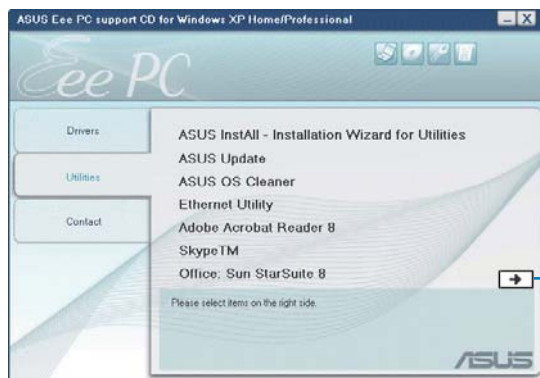 ASUS Eee PC support CD for Windows XP Home/Professional
Eee PC
Drivers
Utilities
Contact
ASUS InstAll - Installation Wizard for Utilities
ASUS Update
ASUS OS Cleaner
Ethernet Utility
Adobe Acrobat Reader 8
SkypeTM
Office: Sun StarSuite 8
Please select items on the right side.
ASUS